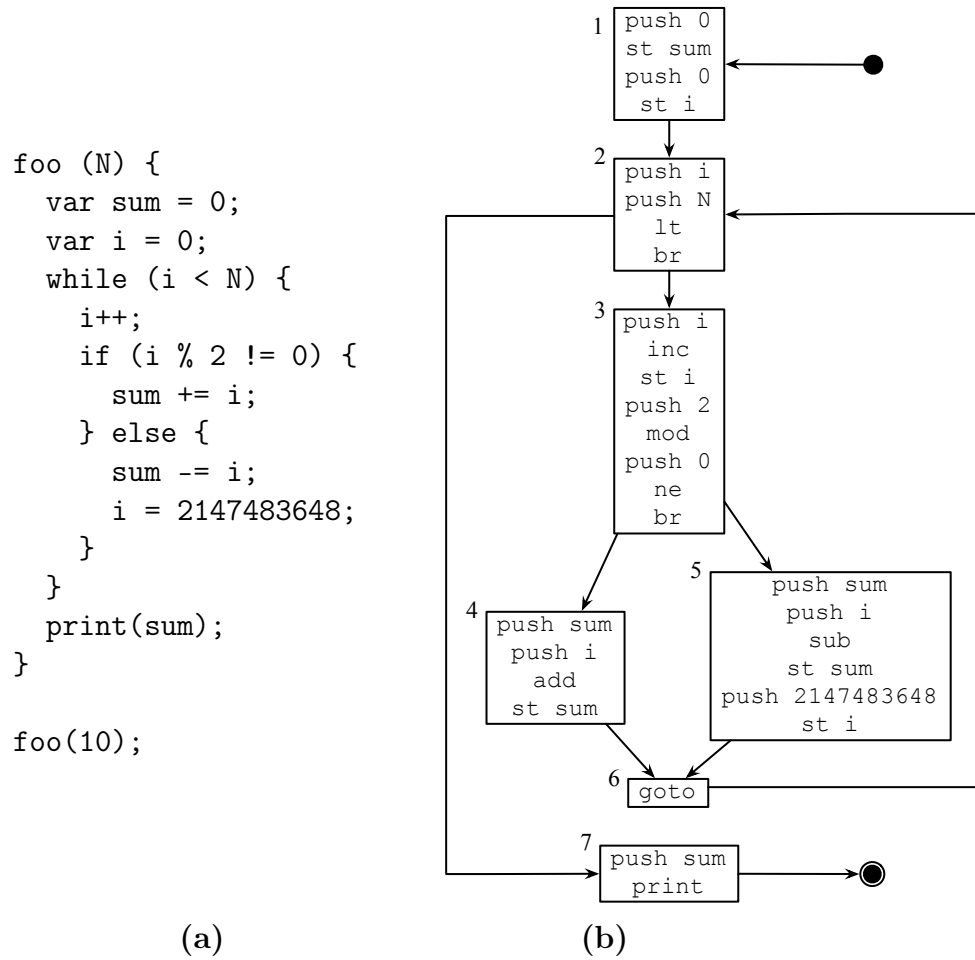 foo (N) {
var sum = 0;
var i = 0;
while (i < N) {
i++;
if (i % 2 != 0) {
sum += i;
} else {
sum -= i;
i = 2147483648;
}
}
print(sum);
}
foo(10);
(a)
1
push 0
st sum
push 0
st i
2
push i
push N
lt
br
3
push i
inc
st i
push 2
mod
push 0
ne
br
4
push sum
push i
add
st sum
5
push sum
push i
sub
st sum
push 2147483648
st i
6
goto
7
push sum
print
(b)